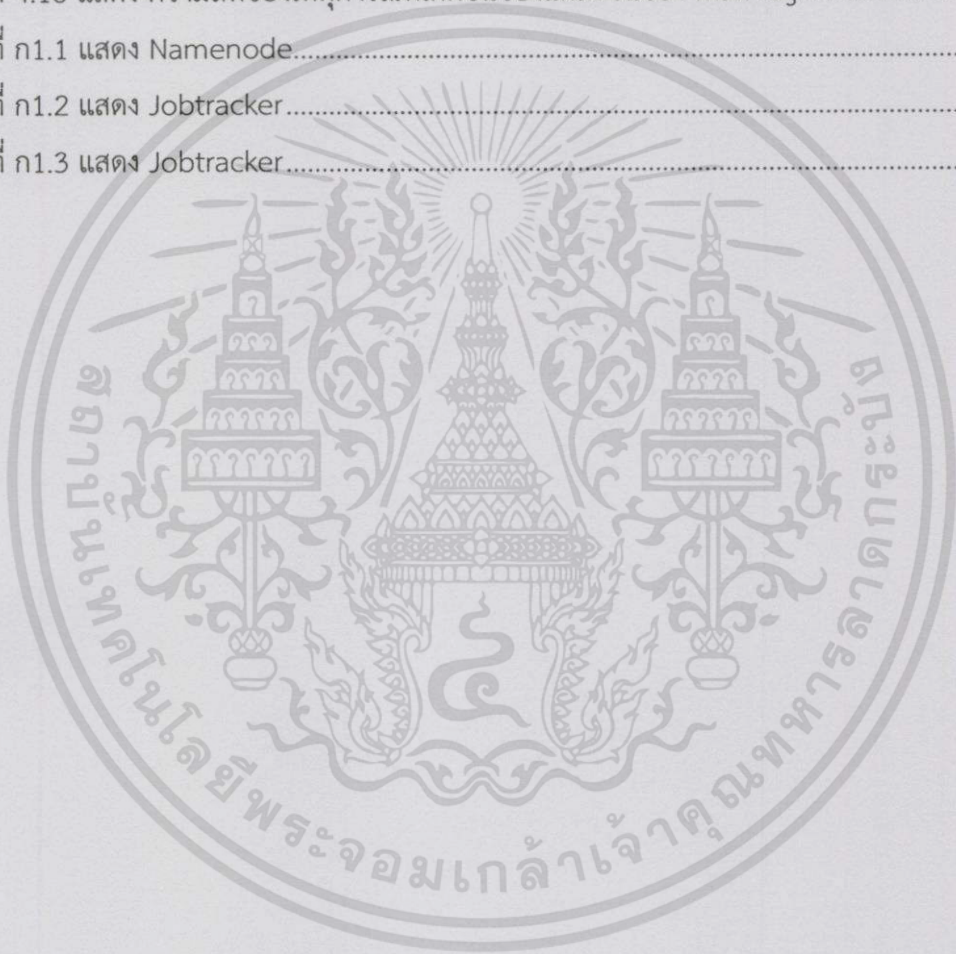 ที่ ก1.1 แสดง Namenode
ที่ ก1.2 แสดง Jobtracker
ที่ ก1.3 แสดง Jobtracker
สถาบันเทคโนโลยีพระจอมเกล้าเจ้าคุณทหารลาดกระบัง